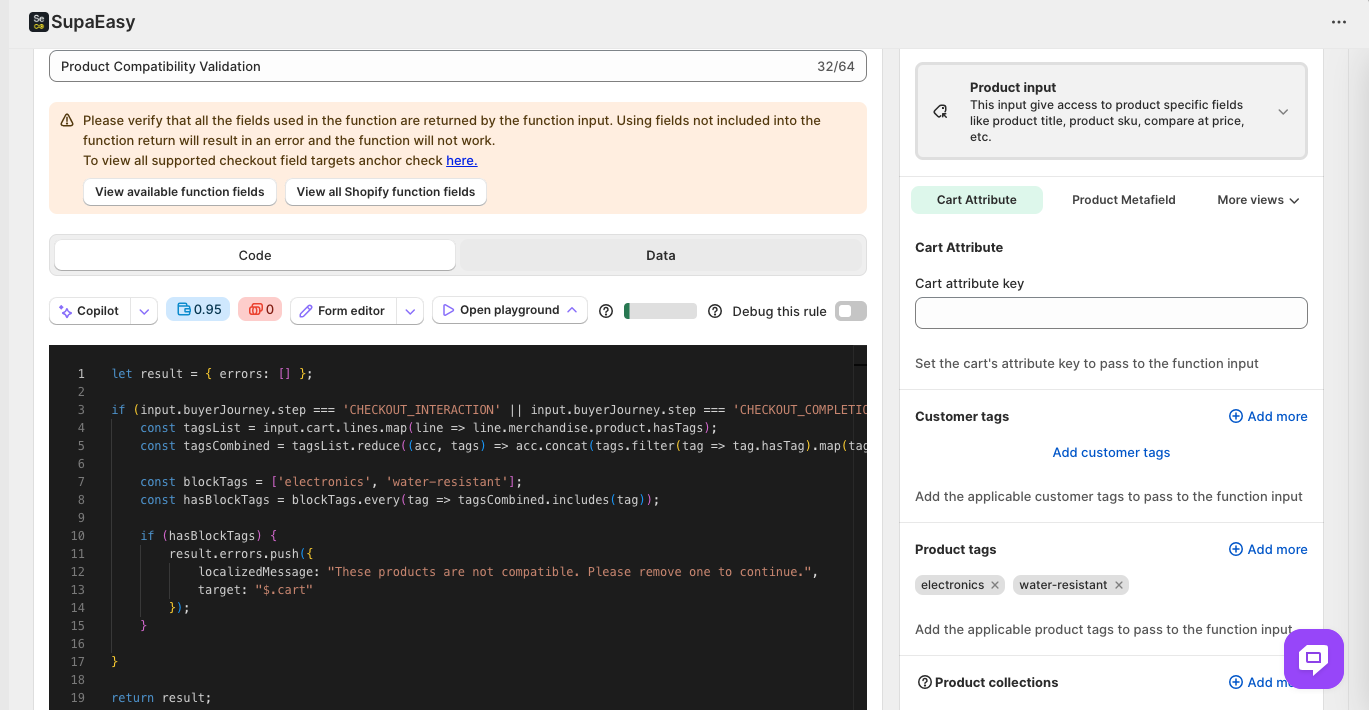 Se
GO
SupaEasy
Product Compatibility Validation
32/64
Please verify that all the fields used in the function are returned by the function input. Using fields not included into the
function return will result in an error and the function will not work.
To view all supported checkout field targets anchor check here.
View available function fields
View all Shopify function fields
Code
Data
Copilot
0.95
0
Form editor
Open playground
Debug this rule
1 let result = { errors: [] };
2
3 if (input.buyerJourney.step === 'CHECKOUT_INTERACTION' || input.buyerJourney.step === 'CHECKOUT_COMPLETIO
4 const tagsList = input.cart.lines.map(line => line.merchandise.product.hasTags);
5 const tagsCombined = tagsList.reduce((acc, tags) => acc.concat(tags.filter(tag => tag.hasTag).map(tag
6
7 const blockTags = ['electronics', 'water-resistant'];
8 const hasBlockTags = blockTags.every(tag => tagsCombined.includes(tag));
9
10 if (hasBlockTags) {
11 result.errors.push({
12 localizedMessage: "These products are not compatible. Please remove one to continue.",
13 target: "$.cart"
14 });
15 }
16
17 }
18
19 return result;
Product input
This input give access to product specific fields
like product title, product sku, compare at price,
etc.
Cart Attribute
Product Metafield
More views
Cart Attribute
Cart attribute key
Set the cart's attribute key to pass to the function input
Customer tags
Add more
Add customer tags
Add the applicable customer tags to pass to the function input
Product tags
Add more
electronics
water-resistant
Add the applicable product tags to pass to the function input
Product collections
Add